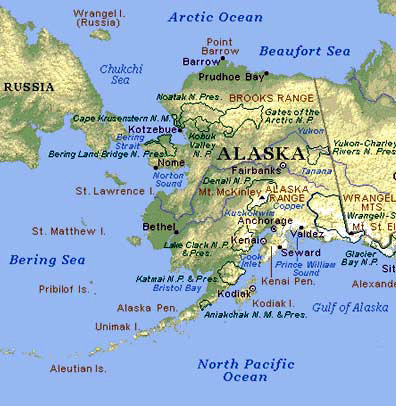 Wrangel I.
(Russia)
Arctic Ocean
Point
Barrow
Barrow
Beaufort Sea
Chukchi
Sea
Prudhoe Bay
RUSSIA
Noatak N. Pres.
BROOKS RANGE
Cape Krusenstern N. M.
Gates of the
Arctic N.P.
Kotzebue
Kobuk
Valley
N. P
Yukon
Bering
Strait
Yukon-Charley
Rivers N. Pres.
Bering Land Bridge N. Pres.
ALASKA
Nome
Fairbanks
Tanana
Norton
Sound
Denali N.P.
St. Lawrence I.
Mt. McKinley
ALASKA
RANGE
WRANGEL
MTS.
Copper
Kuskokwim
Wrangell-S
St. Matthew I.
Bethel
Anchorage
Valdez
Mt. St. El
Kenaio
Lake Clark N.P
& Pres.
Cook
Inlet
Seward
Glacier
Bay N.P.
Bering Sea
Prince William
Sound
Sit
Katmai N.P. & Pres.
Kenai Pen.
Alexande
Pribilof Is.
Bristol Bay
Kodiak
Kodiak I.
Alaska Pen.
Gulf of Alaska
Aniakchak N. M. & Pres.
Unimak I.
Aleutian Is.
North Pacific
Ocean